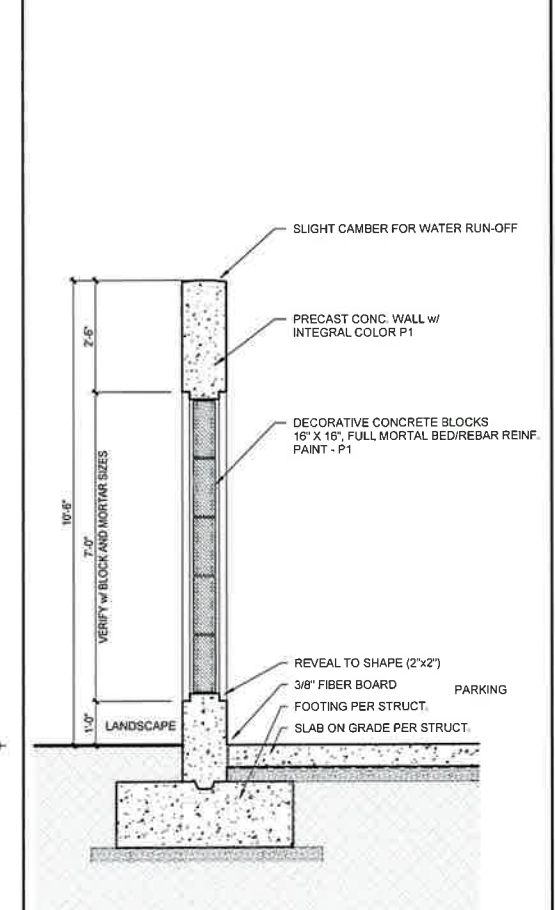 SLIGHT CAMBER FOR WATER RUN-OFF
PRECAST CONC. WALL w/
INTEGRAL COLOR P1
DECORATIVE CONCRETE BLOCKS
16" X 16", FULL MORTAL BED/REBAR REINF.
PAINT - P1
2'-6"
10'-6"
7'-0"
VERIFY w/ BLOCK AND MORTAR SIZES
1'-0"
LANDSCAPE
REVEAL TO SHAPE (2"x2")
3/8" FIBER BOARD
PARKING
FOOTING PER STRUCT.
SLAB ON GRADE PER STRUCT.